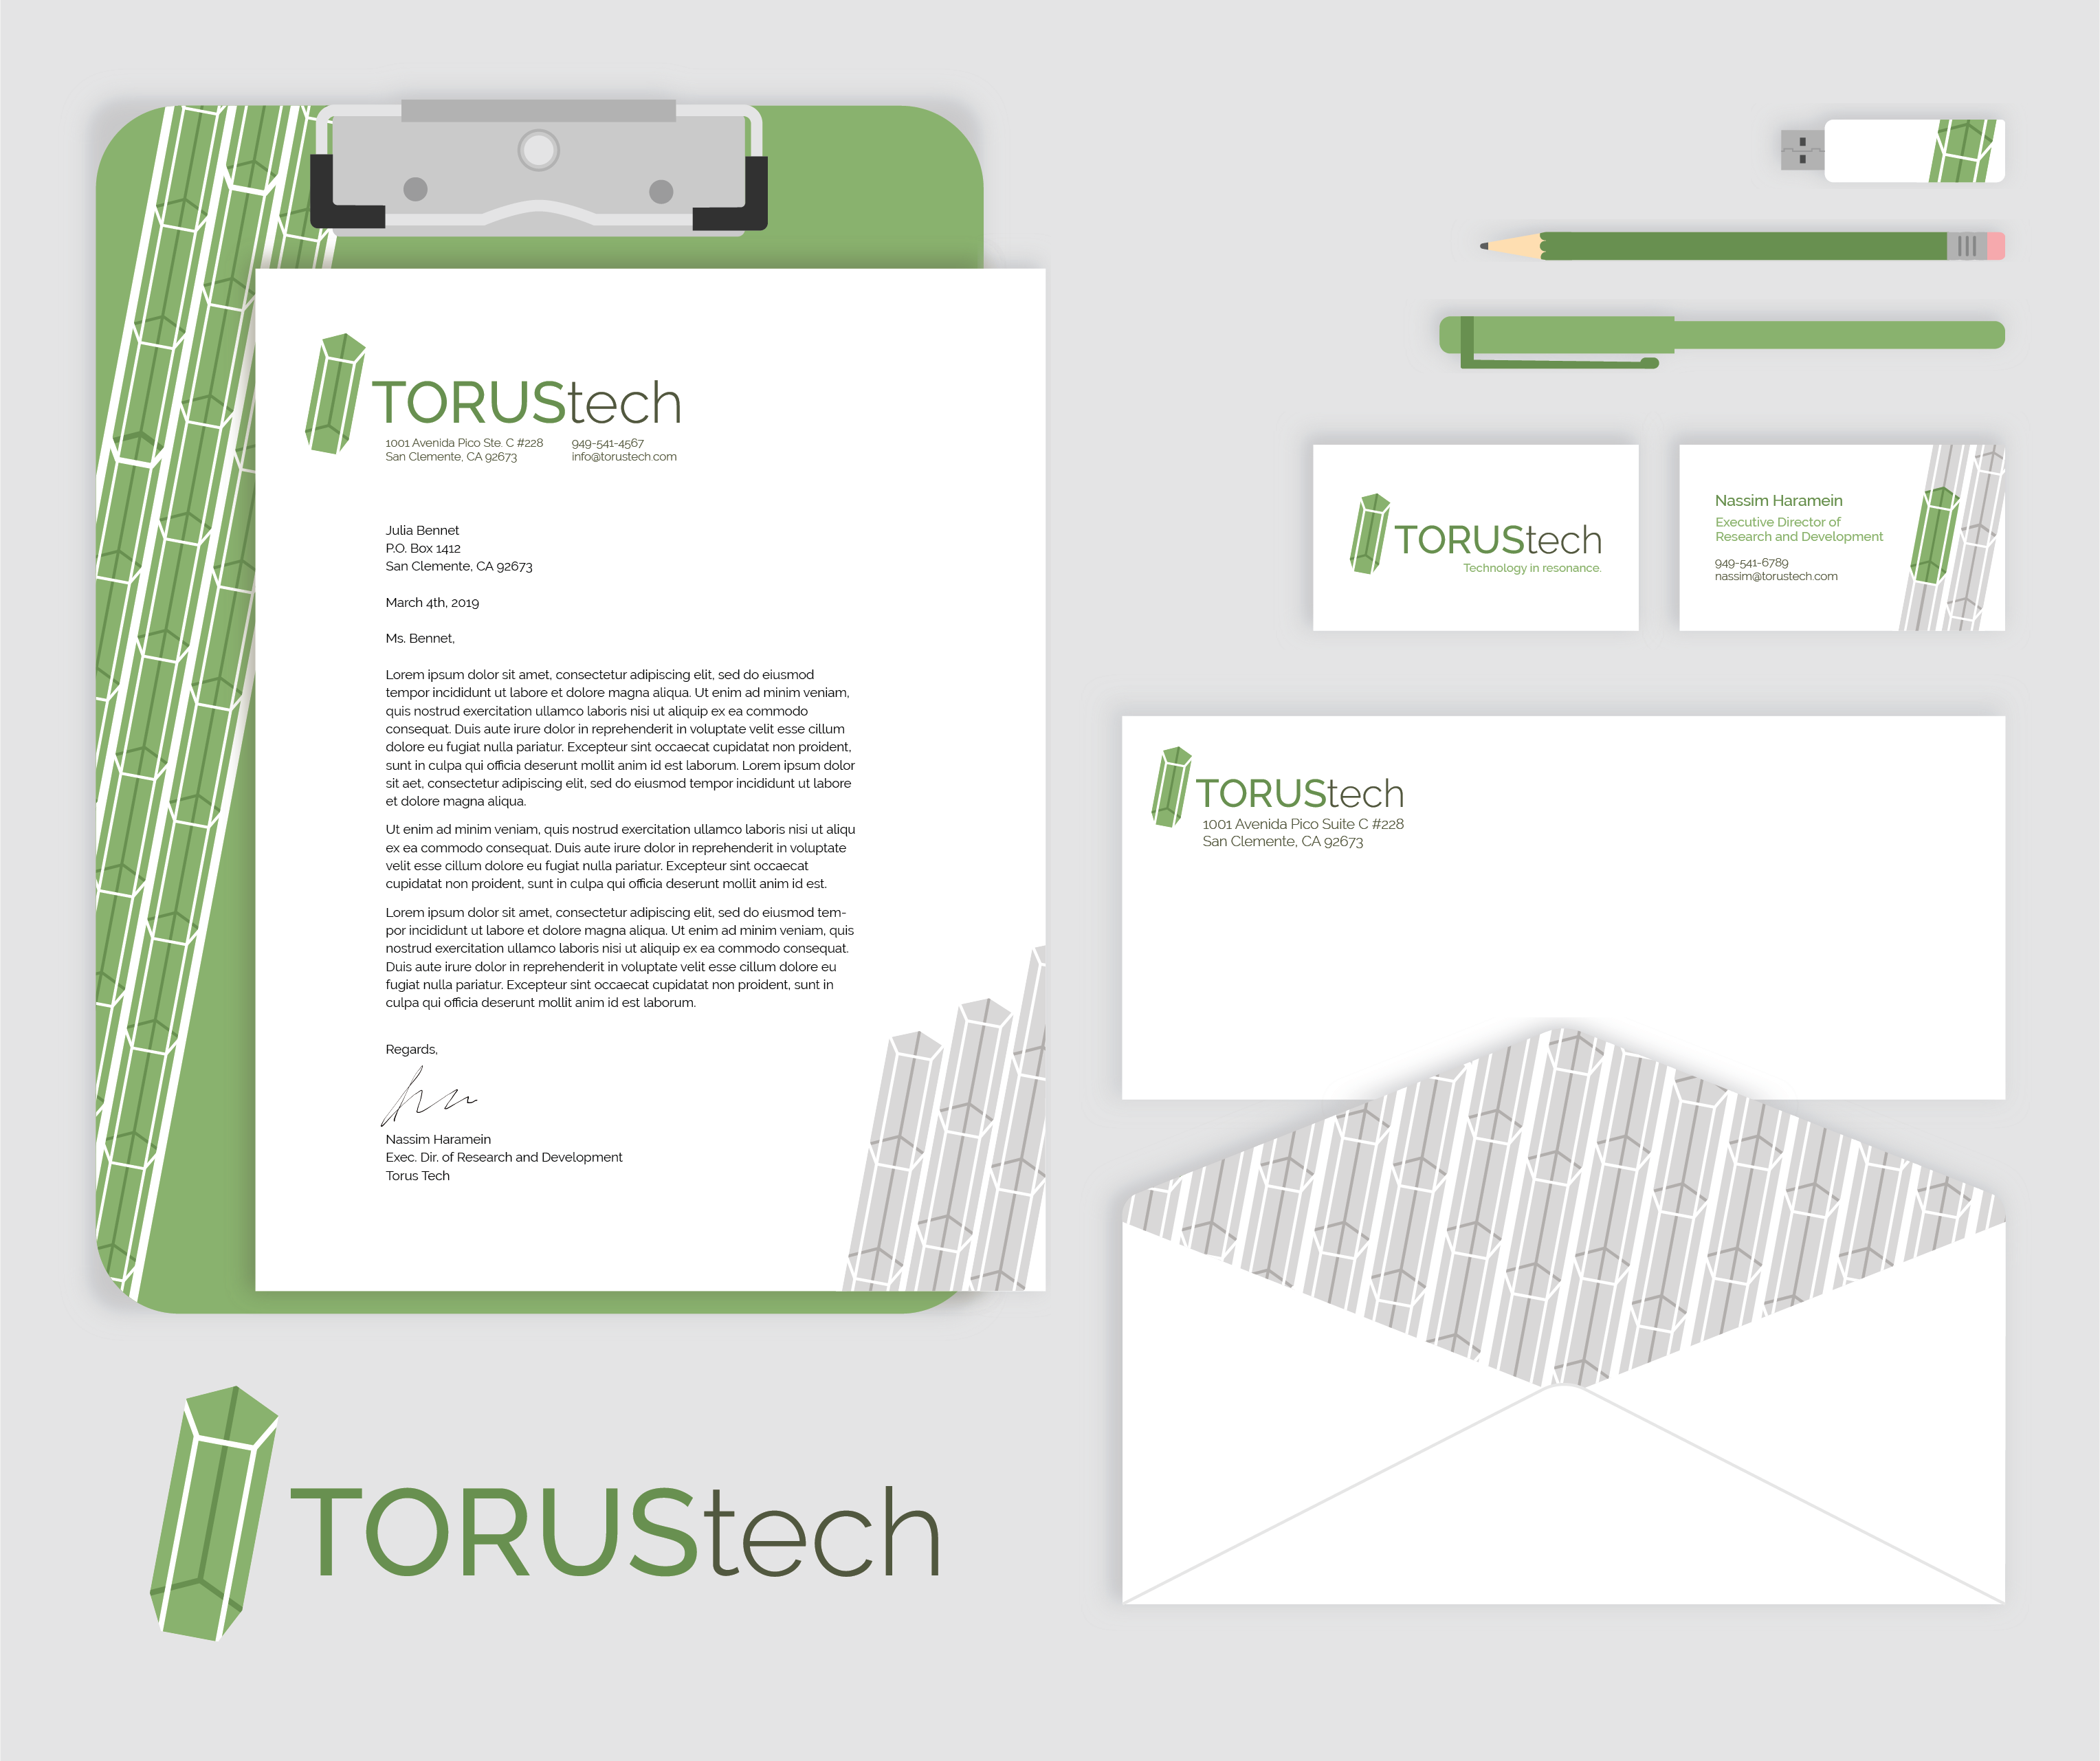 TORUStech
1001 Avenida Pico Ste. C #228
San Clemente, CA 92673
949-541-4567
info@torustech.com
Julia Bennet
P.O. Box 1412
San Clemente, CA 92673
March 4th, 2019
Ms. Bennet,
Lorem ipsum dolor sit amet, consectetur adipiscing elit, sed do eiusmod
tempor incididunt ut labore et dolore magna aliqua. Ut enim ad minim veniam,
quis nostrud exercitation ullamco laboris nisi ut aliquip ex ea commodo
consequat. Duis aute irure dolor in reprehenderit in voluptate velit esse cillum
dolore eu fugiat nulla pariatur. Excepteur sint occaecat cupidatat non proident,
sunt in culpa qui officia deserunt mollit anim id est laborum. Lorem ipsum dolor
sit aet, consectetur adipiscing elit, sed do eiusmod tempor incididunt ut labore
et dolore magna aliqua.
Ut enim ad minim veniam, quis nostrud exercitation ullamco laboris nisi ut aliqu
ex ea commodo consequat. Duis aute irure dolor in reprehenderit in voluptate
velit esse cillum dolore eu fugiat nulla pariatur. Excepteur sint occaecat
cupidatat non proident, sunt in culpa qui officia deserunt mollit anim id est.
Lorem ipsum dolor sit amet, consectetur adipiscing elit, sed do eiusmod tem-
por incididunt ut labore et dolore magna aliqua. Ut enim ad minim veniam, quis
nostrud exercitation ullamco laboris nisi ut aliquip ex ea commodo consequat.
Duis aute irure dolor in reprehenderit in voluptate velit esse cillum dolore eu
fugiat nulla pariatur. Excepteur sint occaecat cupidatat non proident, sunt in
culpa qui officia deserunt mollit anim id est laborum.
Regards,
Nassim Haramein
Exec. Dir. of Research and Development
Torus Tech
TORUStech
Technology in resonance.
Nassim Haramein
Executive Director of
Research and Development
949-541-6789
nassim@torustech.com
TORUStech
1001 Avenida Pico Suite C #228
San Clemente, CA 92673
TORUStech